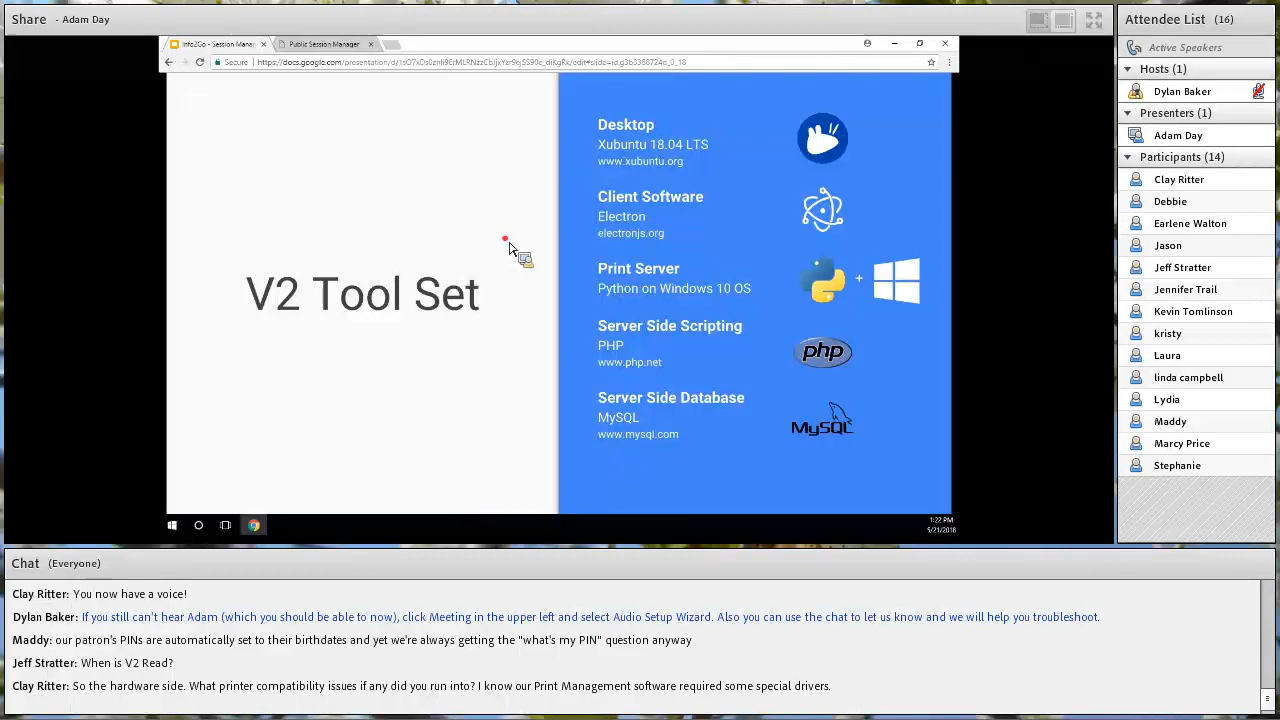 Share - Adam Day
Attendee List (16)
Info2Go - Session Mana
Public Session Manager
Active Speakers
Secure
Hosts (1)
Dylan Baker
Presenters (1)
Adam Day
Participants (14)
Clay Ritter
Debbie
Earlene Walton
Jason
Jeff Stratter
Jennifer Trail
Kevin Tomlinson
kristy
Laura
linda campbell
Lydia
Maddy
Marcy Price
Stephanie
V2 Tool Set
Desktop
Xubuntu 18.04 LTS
www.xubuntu.org
Client Software
Electron
electronjs.org
Print Server
Python on Windows 10 OS
+
Server Side Scripting
PHP
www.php.net
php
Server Side Database
MySQL
www.mysql.com
MySQL
1:22 PM
5/21/2018
Chat (Everyone)
Clay Ritter: You now have a voice!
Dylan Baker: If you still can't hear Adam (which you should be able to now), click Meeting in the upper left and select Audio Setup Wizard. Also you can use the chat to let us know and we will help you troubleshoot.
Maddy: our patron's PINs are automatically set to their birthdates and yet we're always getting the "what's my PIN" question anyway
Jeff Stratter: When is V2 Read?
Clay Ritter: So the hardware side. What printer compatibility issues if any did you run into? I know our Print Management software required some special drivers.